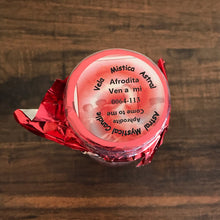 Vela Mistica Astral
Afrodita
Ven a mi
0664-113
Come to me
Aphrodite
Astral Mystical Candle